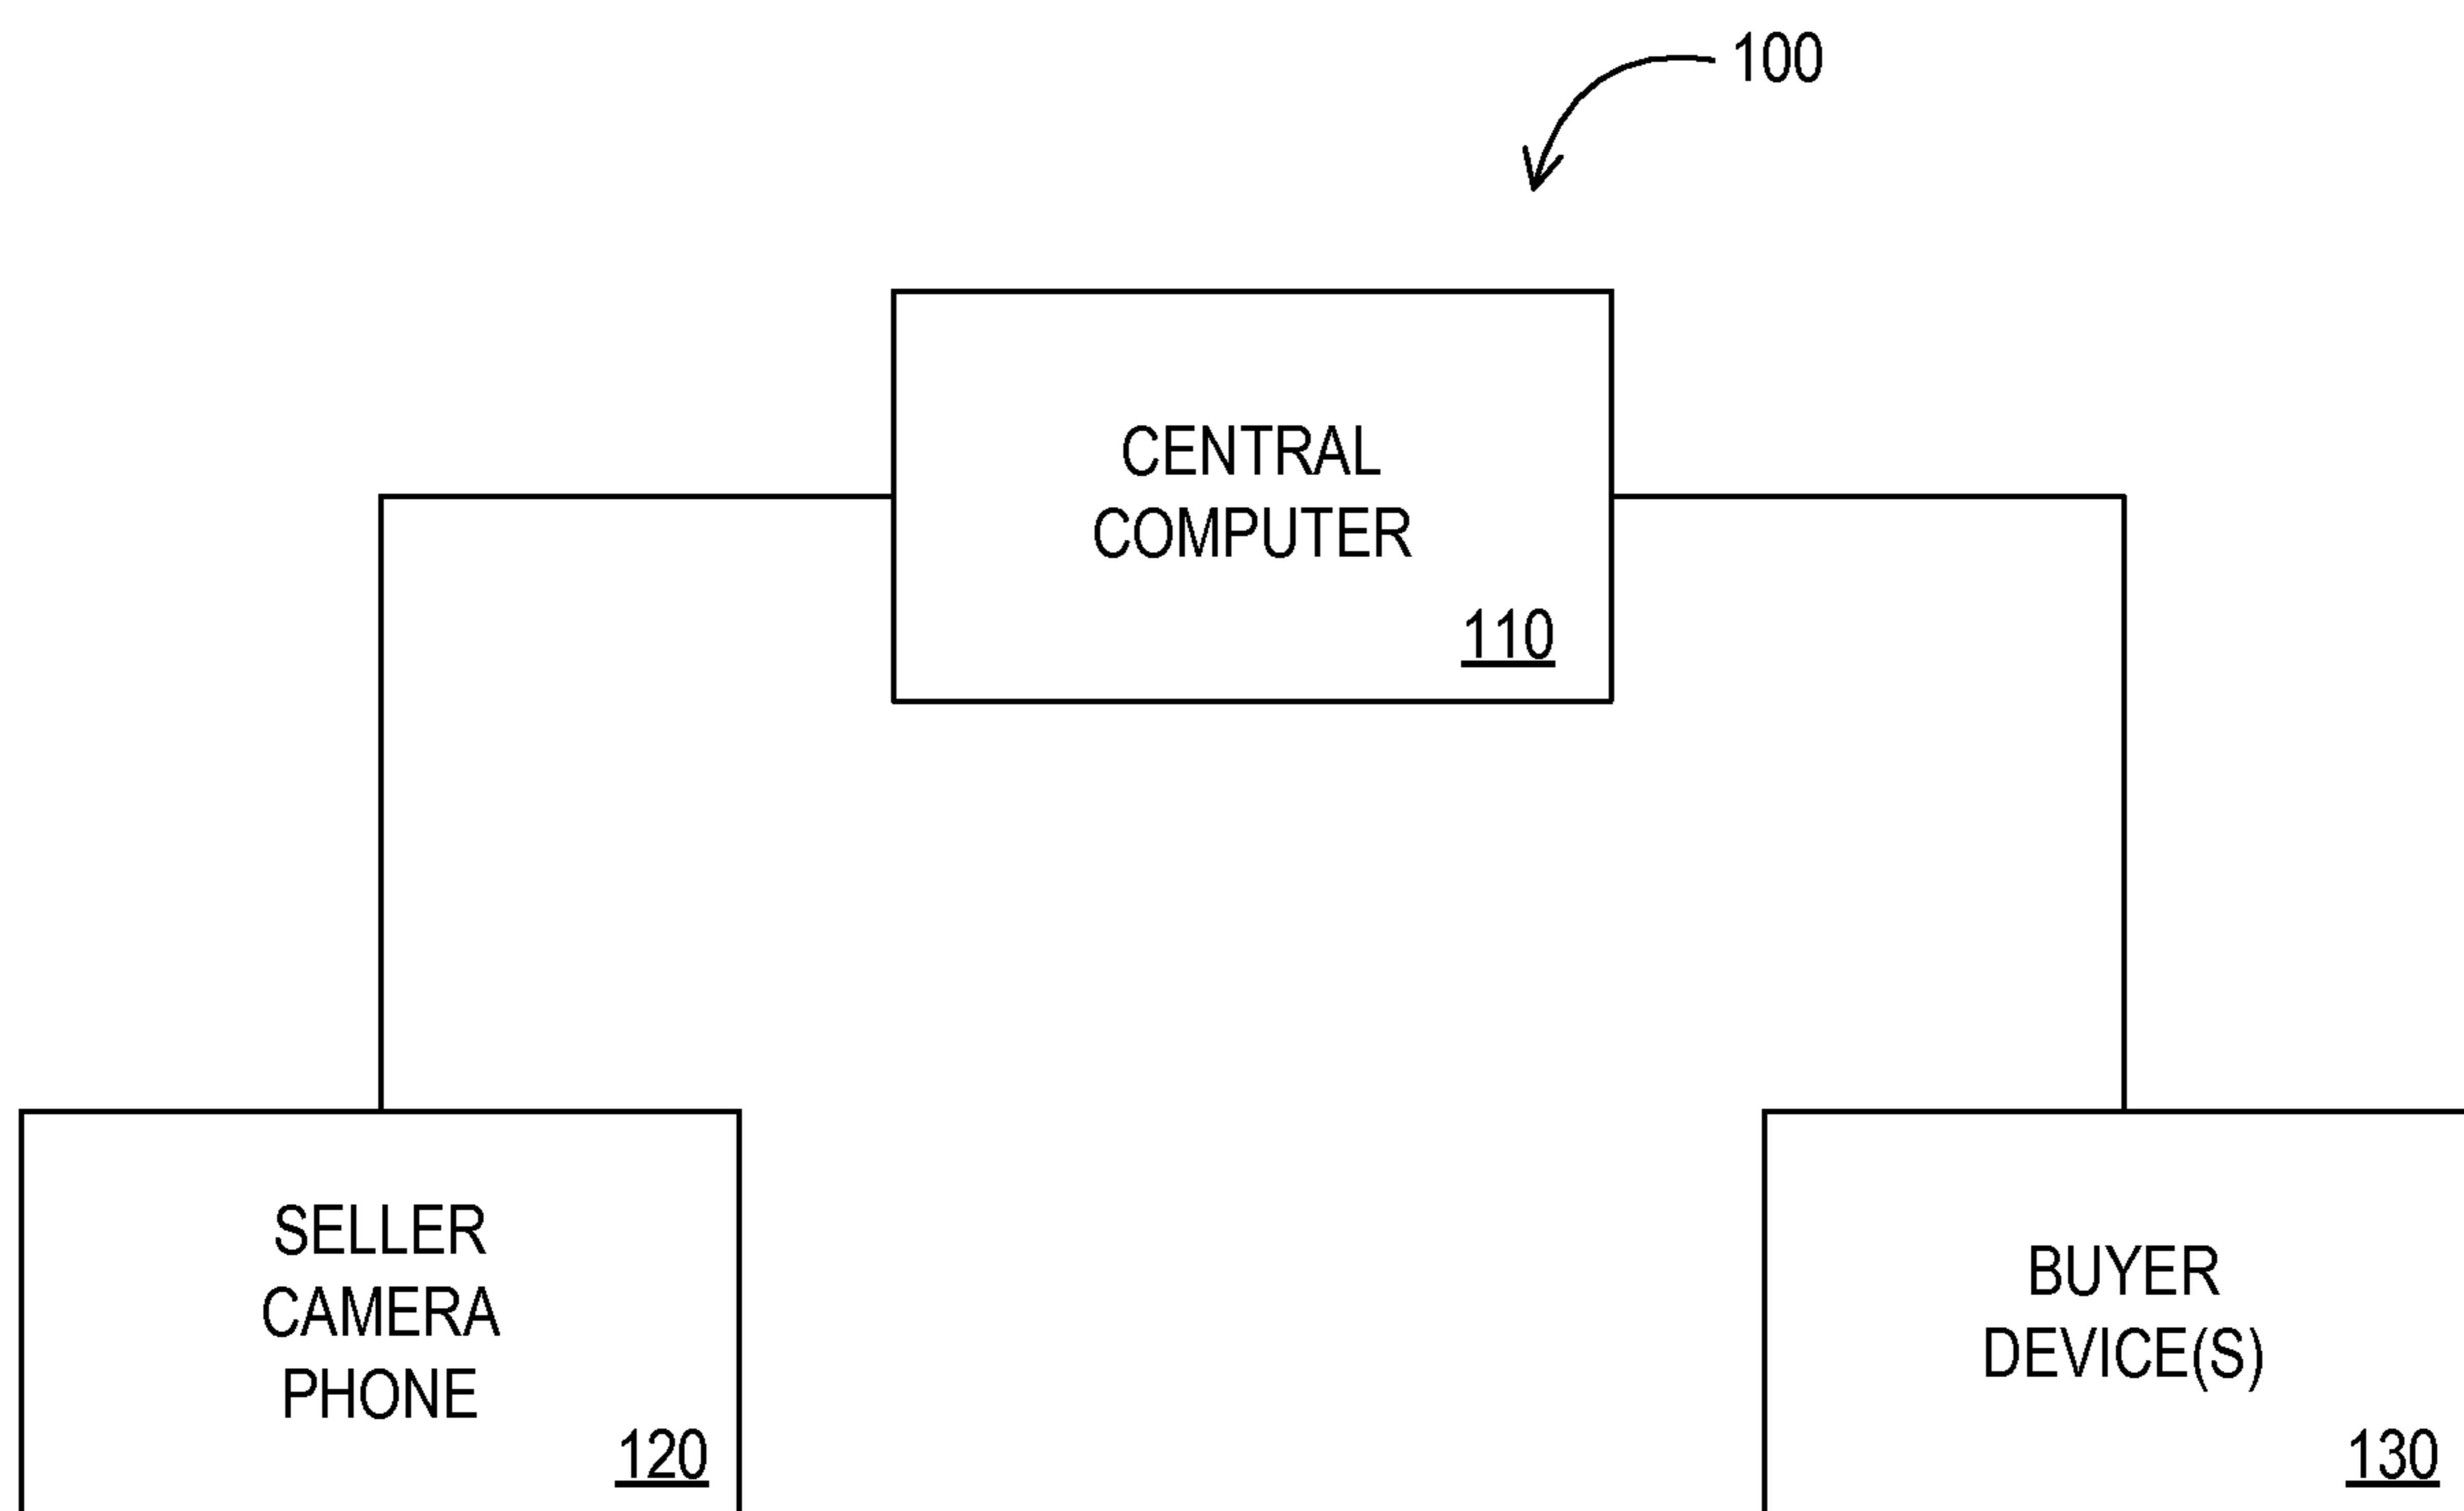 100
CENTRAL
COMPUTER
110
SELLER
CAMERA
PHONE
120
BUYER
DEVICE(S)
130